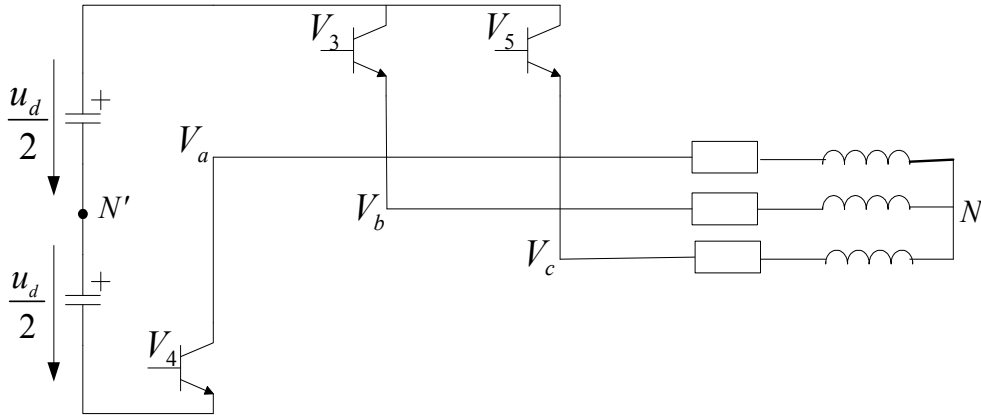 V_3
V_5
u_d/2
+
V_a
N'
V_b
N
V_c
u_d/2
+
V_4